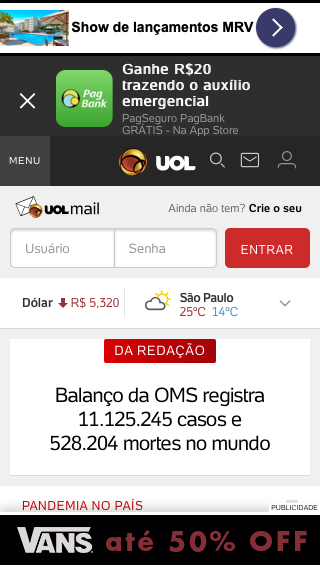 Show de lançamentos MRV
Ganhe R$20
trazendo o auxílio
emergencial
Pag
Bank
PagSeguro PagBank
GRÁTIS - Na App Store
MENU
UOL
UOL mail
Ainda não tem? Crie o seu
Usuário
Senha
ENTRAR
Dólar
R$ 5,320
São Paulo
25ºC 14ºC
DA REDAÇÃO
Balanço da OMS registra
11.125.245 casos e
528.204 mortes no mundo
PANDEMIA NO PAÍS
PUBLICIDADE
VANS até 50% OFF